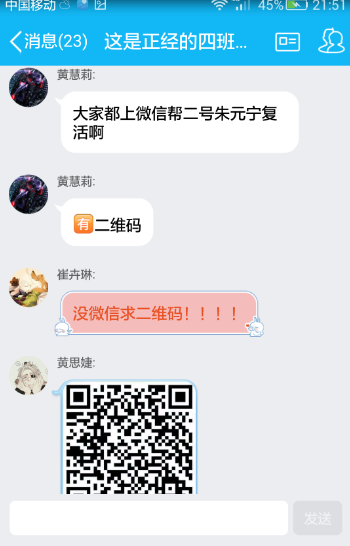 中国移动 45% 21:51
消息(23) 这是正经的四班...
黄慧莉:
大家都上微信帮二号朱元宁复
活啊
黄慧莉:
有二维码
崔卉琳:
没微信求二维码！！！！
黄思婕:
发送